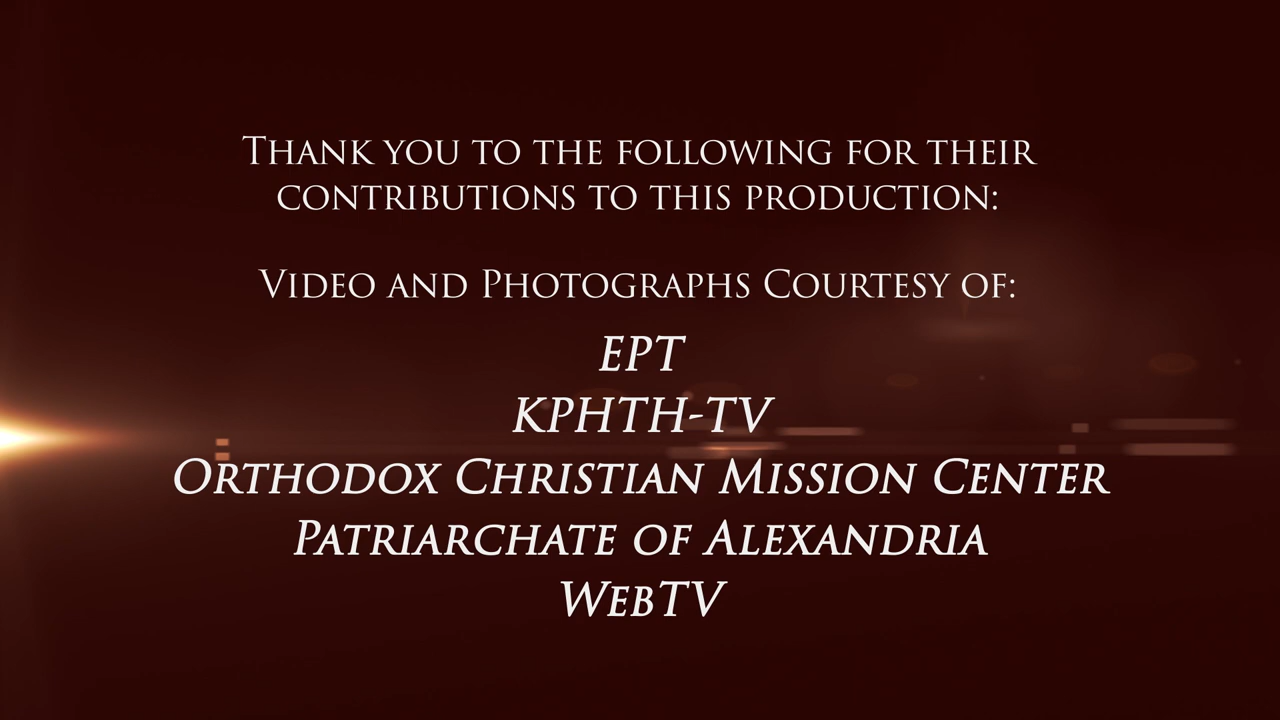 Thank you to the following for their
contributions to this production:
Video and Photographs Courtesy of:
EPT
KPHTH-TV
Orthodox Christian Mission Center
Patriarchate of Alexandria
WebTV